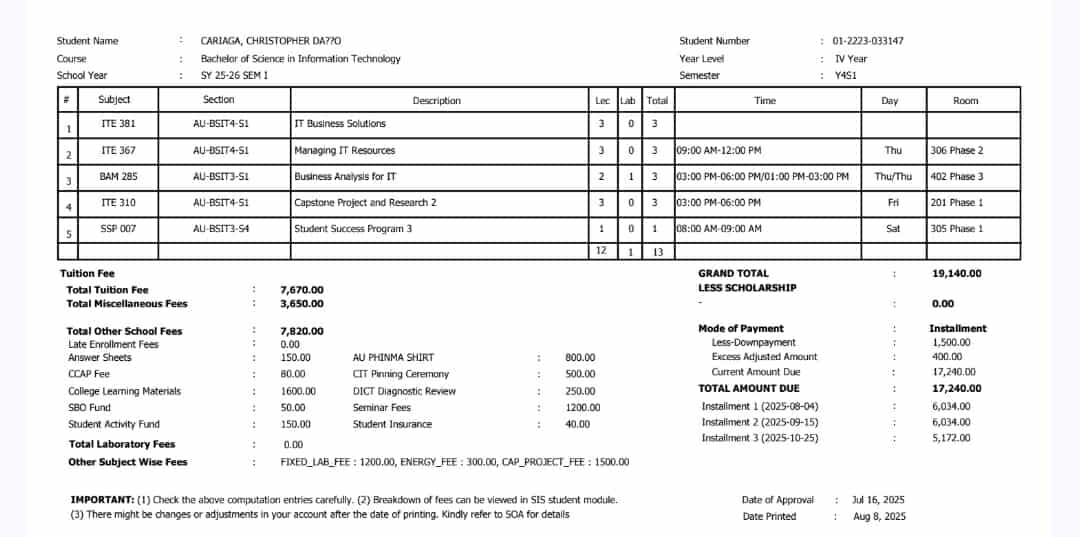 Student Name : CARIAGA, CHRISTOPHER DA??O Student Number : 01-2223-033147
Course : Bachelor of Science in Information Technology Year Level : IV Year
School Year : SY 25-26 SEM 1 Semester : Y4S1
# Subject Section Description Lec Lab Total Time Day Room
1 ITE 381 AU-BSIT4-S1 IT Business Solutions 3 0 3
2 ITE 367 AU-BSIT4-S1 Managing IT Resources 3 0 3 09:00 AM-12:00 PM Thu 306 Phase 2
3 BAM 285 AU-BSIT3-S1 Business Analysis for IT 2 1 3 03:00 PM-06:00 PM/01:00 PM-03:00 PM Thu/Thu 402 Phase 3
4 ITE 310 AU-BSIT4-S1 Capstone Project and Research 2 3 0 3 03:00 PM-06:00 PM Fri 201 Phase 1
5 SSP 007 AU-BSIT3-S4 Student Success Program 3 1 0 1 08:00 AM-09:00 AM Sat 305 Phase 1
12 1 13
Tuition Fee GRAND TOTAL : 19,140.00
Total Tuition Fee : 7,670.00 LESS SCHOLARSHIP
Total Miscellaneous Fees : 3,650.00 - : 0.00
Total Other School Fees : 7,820.00 Mode of Payment : Installment
Late Enrollment Fees : 0.00 Less-Downpayment : 1,500.00
Answer Sheets : 150.00 AU PHINMA SHIRT : 800.00 Excess Adjusted Amount : 400.00
CCAP Fee : 80.00 CIT Pinning Ceremony : 500.00 Current Amount Due : 17,240.00
College Learning Materials : 1600.00 DICT Diagnostic Review : 250.00 TOTAL AMOUNT DUE : 17,240.00
SBO Fund : 50.00 Seminar Fees : 1200.00 Installment 1 (2025-08-04) : 6,034.00
Student Activity Fund : 150.00 Student Insurance : 40.00 Installment 2 (2025-09-15) : 6,034.00
Total Laboratory Fees : 0.00 Installment 3 (2025-10-25) : 5,172.00
Other Subject Wise Fees : FIXED_LAB_FEE : 1200.00, ENERGY_FEE : 300.00, CAP_PROJECT_FEE : 1500.00
IMPORTANT: (1) Check the above computation entries carefully. (2) Breakdown of fees can be viewed in SIS student module. Date of Approval : Jul 16, 2025
(3) There might be changes or adjustments in your account after the date of printing. Kindly refer to SOA for details Date Printed : Aug 8, 2025